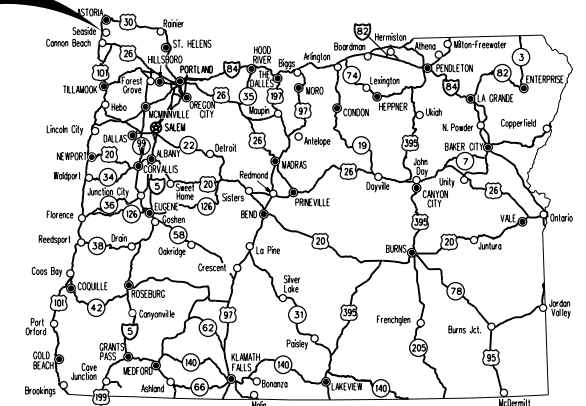 ASTORIA
30
Rainier
Seaside
Cannon Beach
26
ST. HELENS
HILLSBORO
PORTLAND
84
HOOD RIVER
THE DALLES
Biggs
Arlington
Boardman
82
Hermiston
Athena
Milton-Freewater
PENDLETON
3
82
ENTERPRISE
101
Forest Grove
TILLAMOOK
OREGON CITY
26
35
197
MORO
74
Lexington
HEPPNER
84
LA GRANDE
Hebo
MCMINNVILLE
Maupin
97
CONDON
Ukiah
N. Powder
Copperfield
Lincoln City
SALEM
DALLAS
99
22
Detroit
26
Antelope
19
395
BAKER CITY
NEWPORT
20
ALBANY
CORVALLIS
MADRAS
7
Waldport
34
Junction City
5
Sweet Home
20
Redmond
26
Dayville
John Day
Unity
26
36
126
Sisters
126
PRINEVILLE
CANYON CITY
Florence
EUGENE
Goshen
BEND
395
VALE
Ontario
Reedsport
38
Drain
58
Oakridge
La Pine
20
BURNS
20
Juntura
Coos Bay
Crescent
Silver Lake
78
COQUILLE
ROSEBURG
101
42
97
31
395
Frenchglen
Jordan Valley
Port Orford
Canyonville
62
Paisley
Burns Jct.
5
205
GOLD BEACH
GRANTS PASS
KLAMATH FALLS
95
Cave Junction
MEDFORD
140
140
Brookings
199
Ashland
66
Bonanza
LAKEVIEW
140
Malin
McDermitt